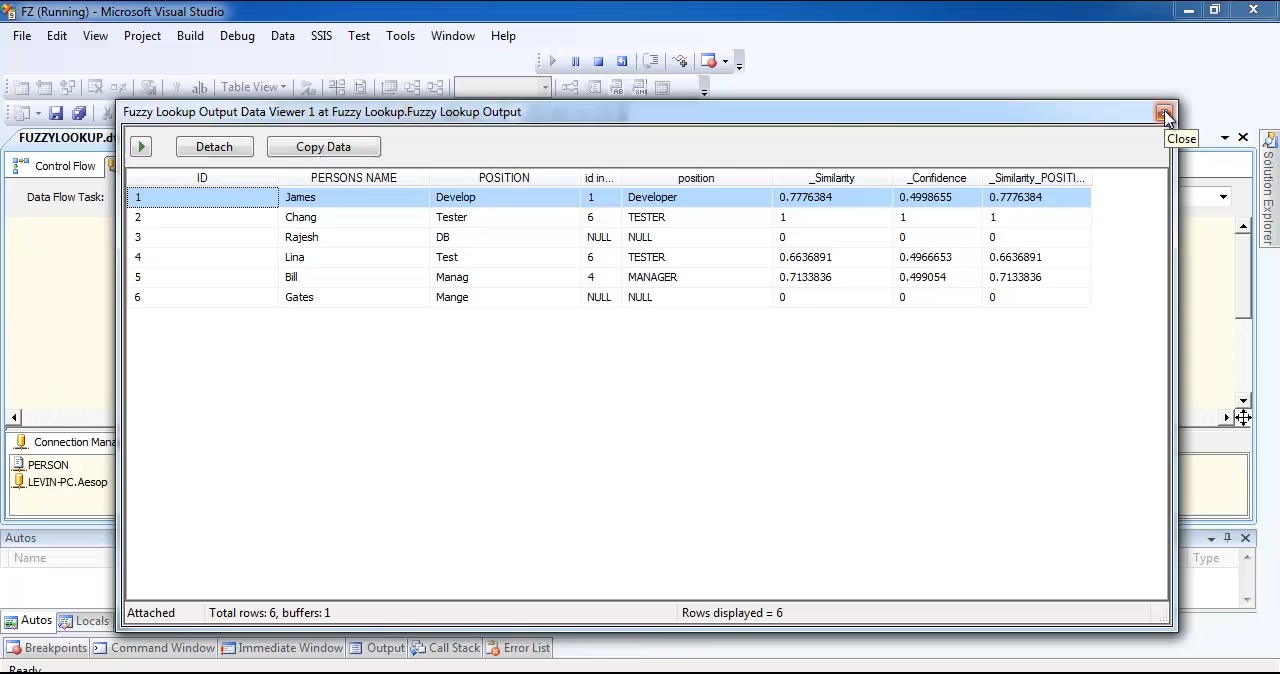 FZ (Running) - Microsoft Visual Studio
File Edit View Project Build Debug Data SSIS Test Tools Window Help
ab Table View
Fuzzy Lookup Output Data Viewer 1 at Fuzzy Lookup.Fuzzy Lookup Output
FUZZYLOOKUP.d
Close
Detach Copy Data
Control Flow
ID PERSONS NAME POSITION id in... position _Similarity _Confidence _Similarity_POSITI...
Data Flow Task:
1 James Develop 1 Developer 0.7776384 0.4998655 0.7776384
2 Chang Tester 6 TESTER 1 1 1
3 Rajesh DB NULL NULL 0 0 0
4 Lina Test 6 TESTER 0.6636891 0.4966653 0.6636891
5 Bill Manag 4 MANAGER 0.7133836 0.499054 0.7133836
6 Gates Mange NULL NULL 0 0 0
Solution Explorer
Connection Mana
PERSON
LEVIN-PC.Aesop
Autos
Name Type
Attached Total rows: 6, buffers: 1 Rows displayed = 6
Autos Locals
Breakpoints Command Window Immediate Window Output Call Stack Error List
Ready